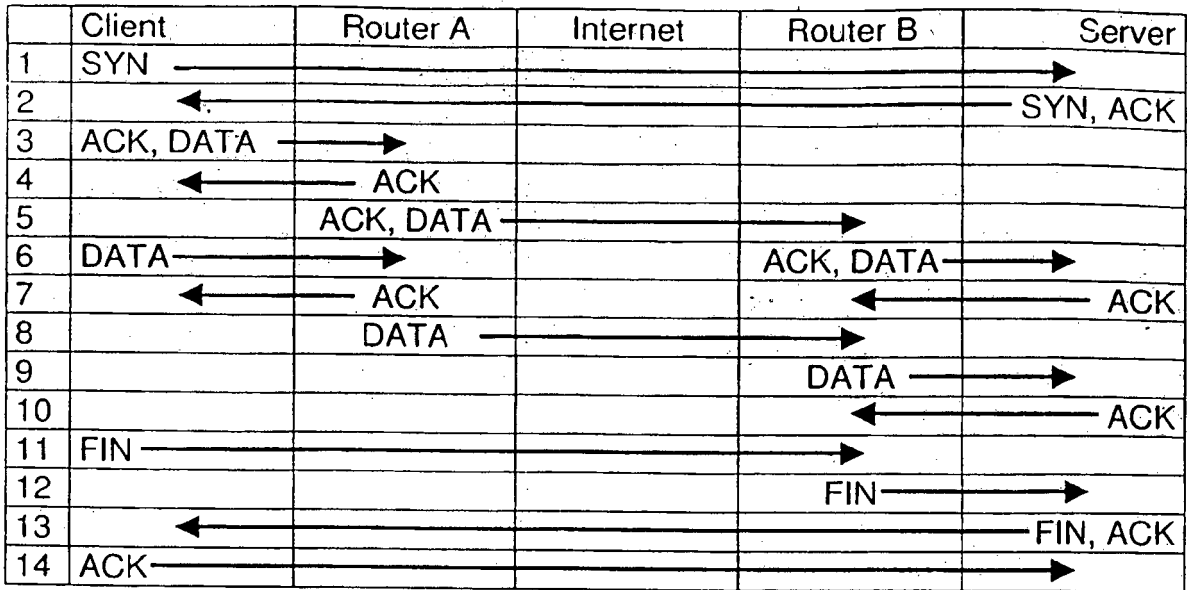 Client Router A Internet Router B Server
1 SYN
2 SYN, ACK
3 ACK, DATA
4 ACK
5 ACK, DATA
6 DATA ACK, DATA
7 ACK ACK
8 DATA
9 DATA
10 ACK
11 FIN
12 FIN
13 FIN, ACK
14 ACK